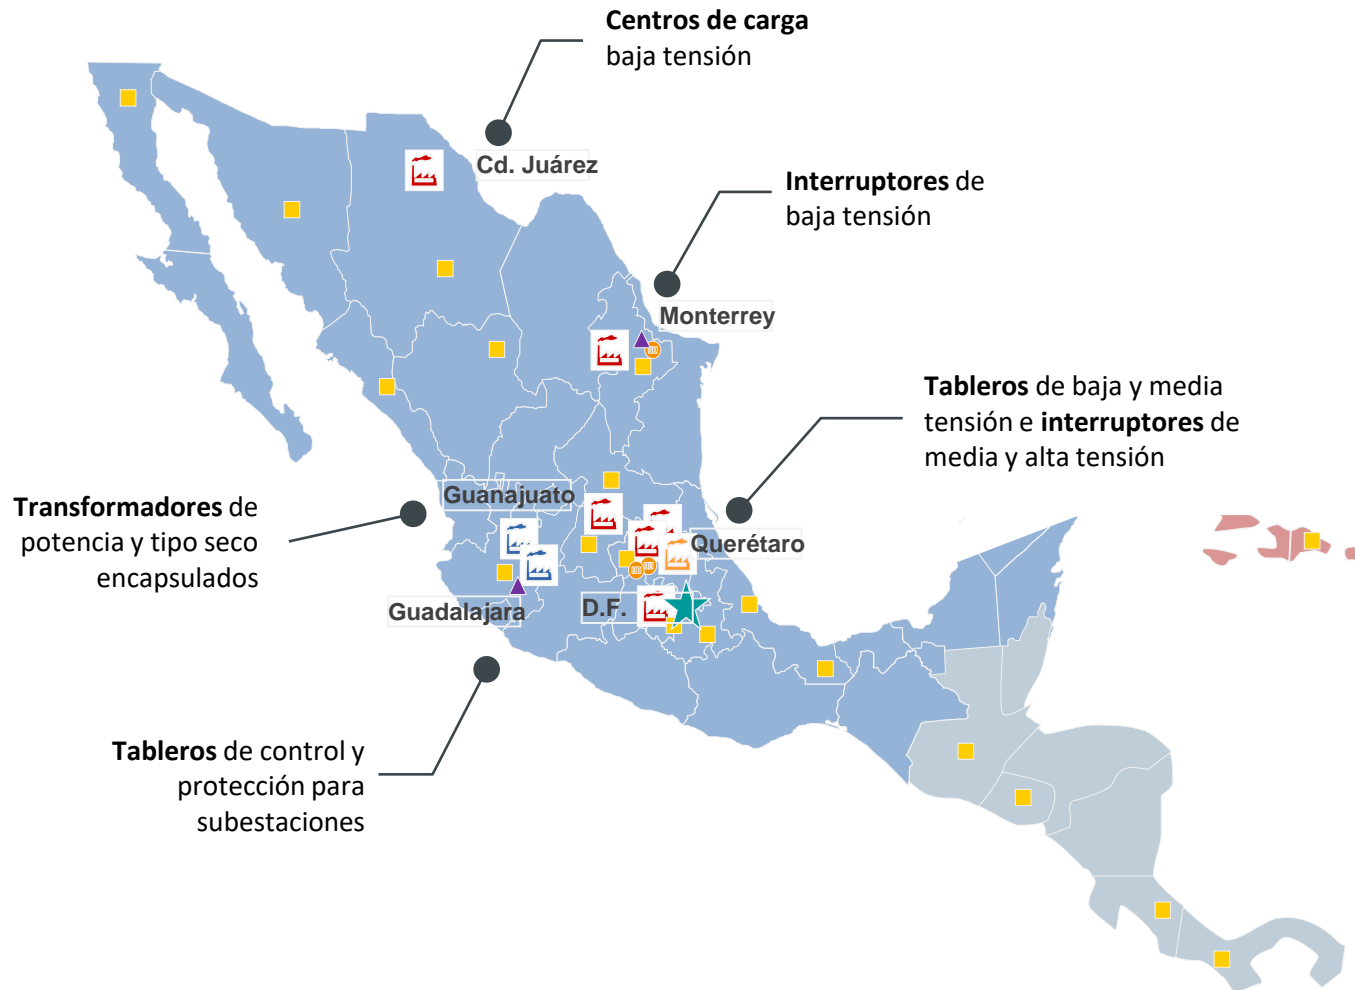 Centros de carga
baja tensión
Cd. Juárez
Interruptores de
baja tensión
Monterrey
Tableros de baja y media
tensión e interruptores de
media y alta tensión
Guanajuato
Transformadores de
potencia y tipo seco
encapsulados
Querétaro
Guadalajara
D.F.
Tableros de control y
protección para
subestaciones